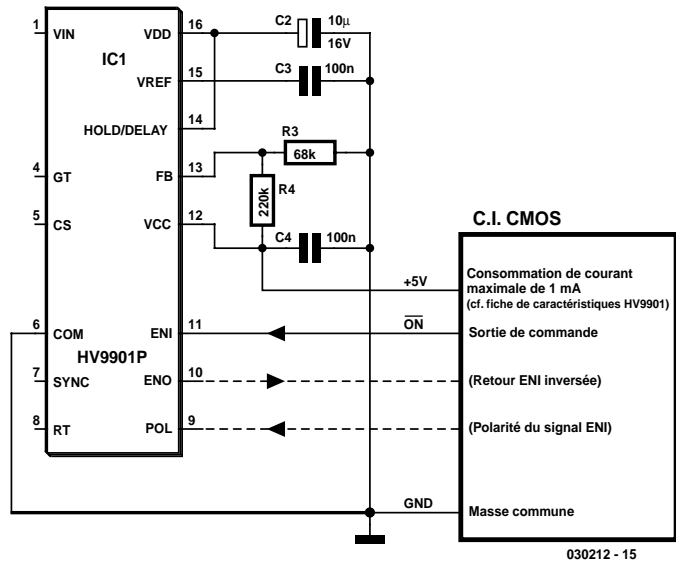 1
VIN
VDD
16
C2
10µ
16V
IC1
VREF
15
C3
100n
HOLD/DELAY
14
R3
68k
4
GT
FB
13
R4
220k
5
CS
VCC
12
C4
100n
C.I. CMOS
+5V
Consommation de courant
maximale de 1 mA
(cf. fiche de caractéristiques HV9901)
6
COM
ENI
11
ON
Sortie de commande
HV9901P
7
SYNC
ENO
10
(Retour ENI inversée)
8
RT
POL
9
(Polarité du signal ENI)
GND
Masse commune
030212 - 15